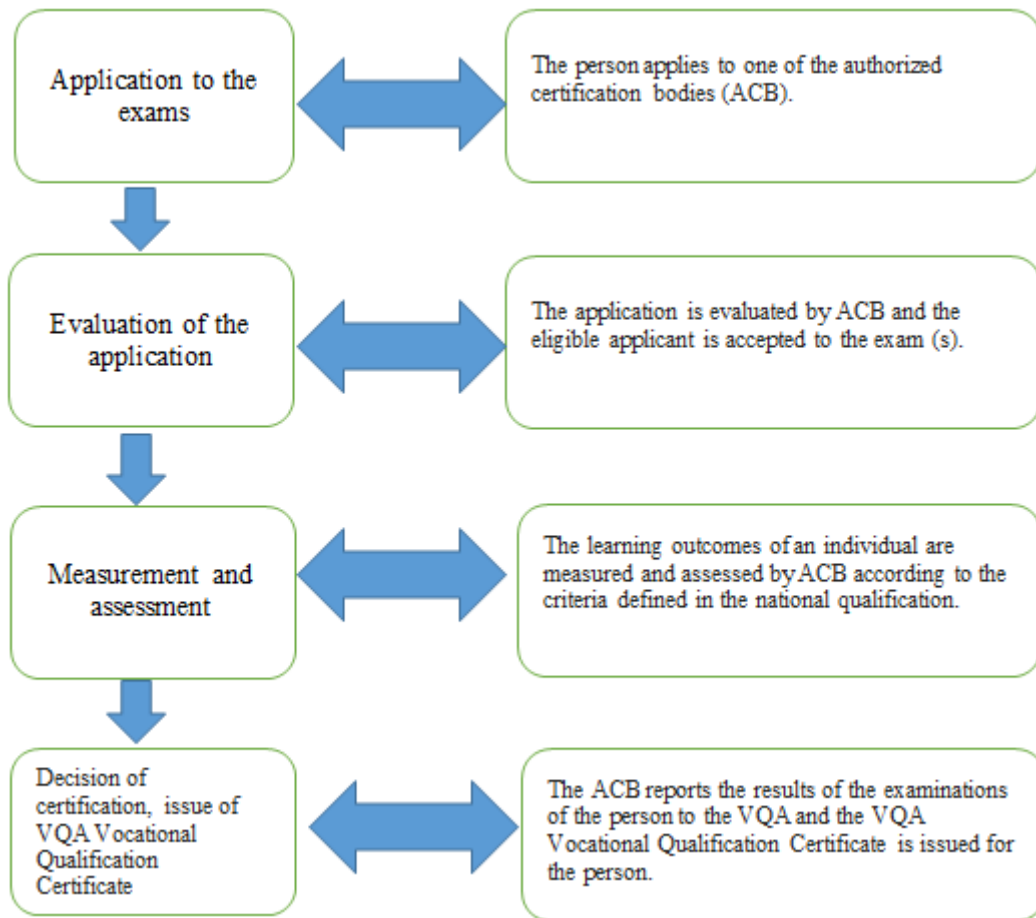 Application to the
exams
The person applies to one of the authorized
certification bodies (ACB).
Evaluation of the
application
The application is evaluated by ACB and the
eligible applicant is accepted to the exam (s).
Measurement and
assessment
The learning outcomes of an individual are
measured and assessed by ACB according to the
criteria defined in the national qualification.
Decision of
certification, issue of
VQA Vocational
Qualification
Certificate
The ACB reports the results of the examinations
of the person to the VQA and the VQA
Vocational Qualification Certificate is issued for
the person.